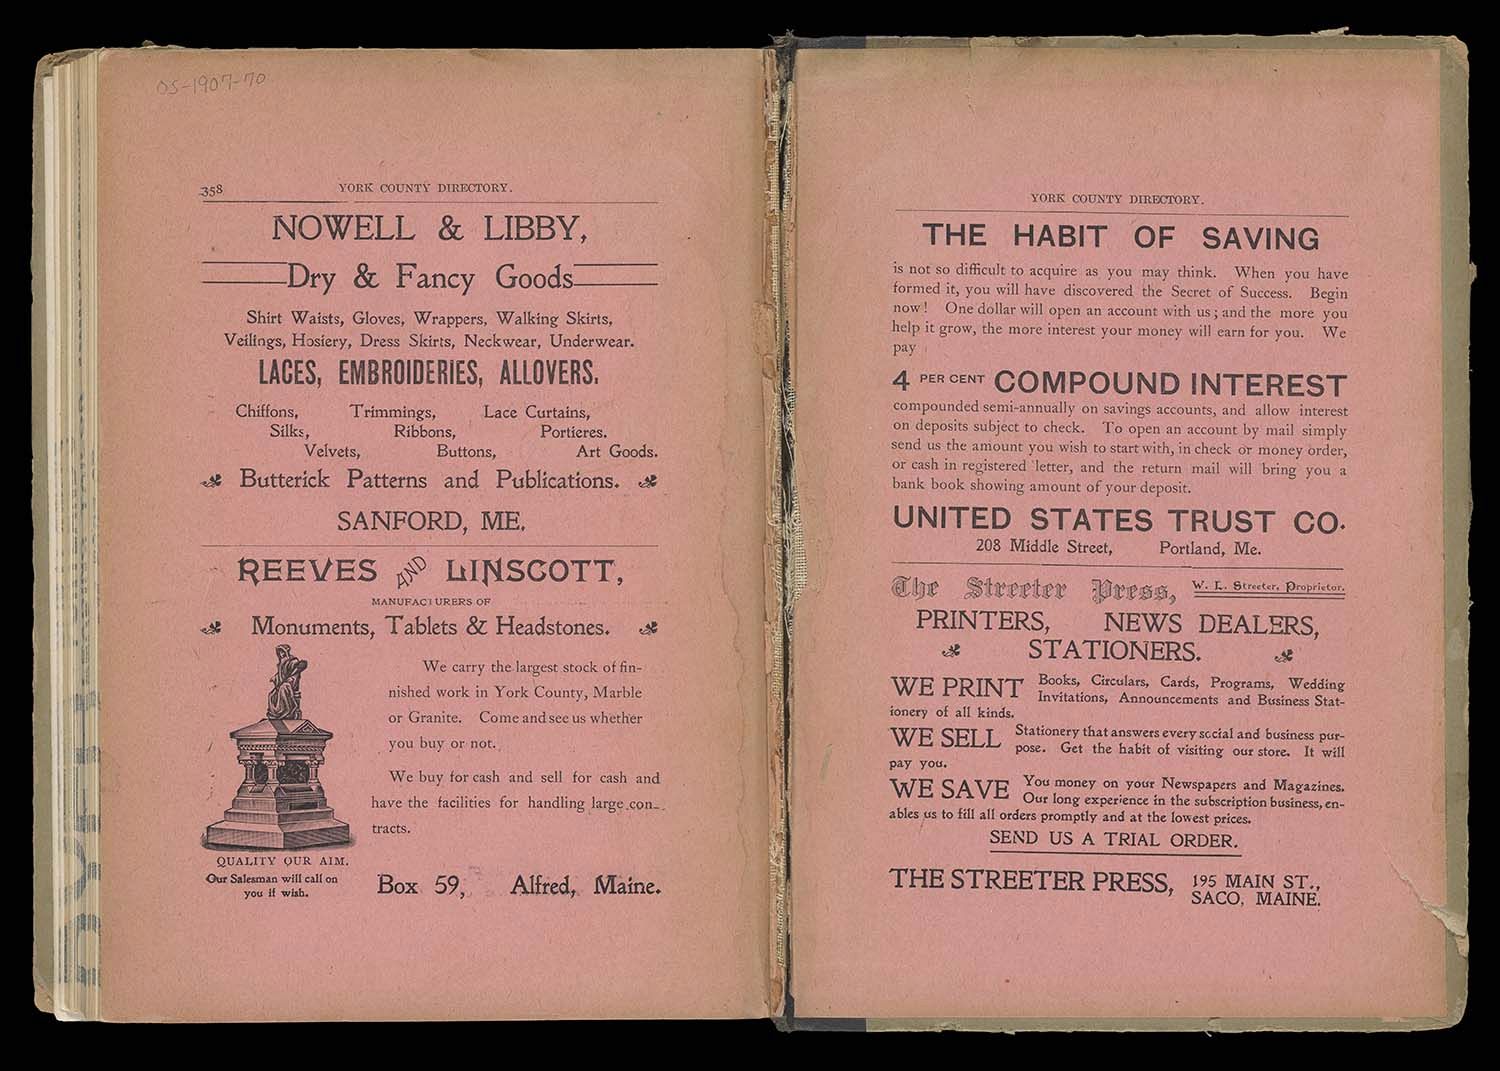 OS-1907-70
358 YORK COUNTY DIRECTORY.
NOWELL & LIBBY,
Dry & Fancy Goods
Shirt Waists, Gloves, Wrappers, Walking Skirts,
Veilings, Hosiery, Dress Skirts, Neckwear, Underwear.
LACES, EMBROIDERIES, ALLOVERS.
Chiffons, Trimmings, Lace Curtains,
Silks, Ribbons, Portieres.
Velvets, Buttons, Art Goods.
Butterick Patterns and Publications.
SANFORD, ME.
REEVES AND LINSCOTT,
MANUFACTURERS OF
Monuments, Tablets & Headstones.
We carry the largest stock of fin-
nished work in York County, Marble
or Granite. Come and see us whether
you buy or not.
We buy for cash and sell for cash and
have the facilities for handling large con-
tracts.
QUALITY OUR AIM.
Our Salesman will call on
you if wish.
Box 59, Alfred, Maine.
YORK COUNTY DIRECTORY.
THE HABIT OF SAVING
is not so difficult to acquire as you may think. When you have
formed it, you will have discovered the Secret of Success. Begin
now! One dollar will open an account with us; and the more you
help it grow, the more interest your money will earn for you. We
pay
4 PER CENT COMPOUND INTEREST
compounded semi-annually on savings accounts, and allow interest
on deposits subject to check. To open an account by mail simply
send us the amount you wish to start with, in check or money order,
or cash in registered letter, and the return mail will bring you a
bank book showing amount of your deposit.
UNITED STATES TRUST CO.
208 Middle Street, Portland, Me.
The Streeter Press, W. L. Streeter, Proprietor.
PRINTERS, NEWS DEALERS,
STATIONERS.
WE PRINT Books, Circulars, Cards, Programs, Wedding
Invitations, Announcements and Business Stat-
ionery of all kinds.
WE SELL Stationery that answers every social and business pur-
pose. Get the habit of visiting our store. It will
pay you.
WE SAVE You money on your Newspapers and Magazines.
Our long experience in the subscription business, en-
ables us to fill all orders promptly and at the lowest prices.
SEND US A TRIAL ORDER.
THE STREETER PRESS, 195 MAIN ST.,
SACO, MAINE.